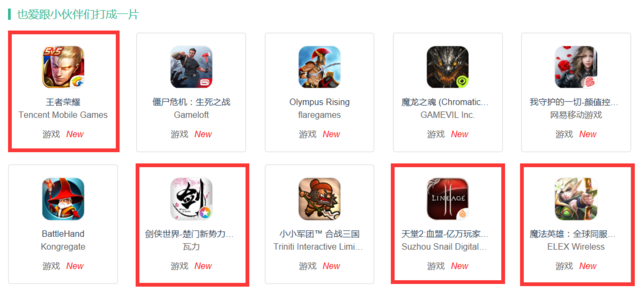 也爱跟小伙伴们打成一片
5v5
王者荣耀
Tencent Mobile Games
游戏 New
僵尸危机：生死之战
Gameloft
游戏 New
Olympus Rising
flaregames
游戏 New
魔龙之魂 (Chromatic...
GAMEVIL Inc.
游戏 New
我守护的一切-颜值控...
网易移动游戏
游戏 New
BattleHand
Kongregate
游戏 New
剑
剑侠世界-楚门新势力...
瓦力
游戏 New
小小军团™ 合战三国
Triniti Interactive Limi...
游戏 New
LINEAGE
天堂2:血盟-亿万玩家...
Suzhou Snail Digital...
游戏 New
魔法英雄：全球同服...
ELEX Wireless
游戏 New